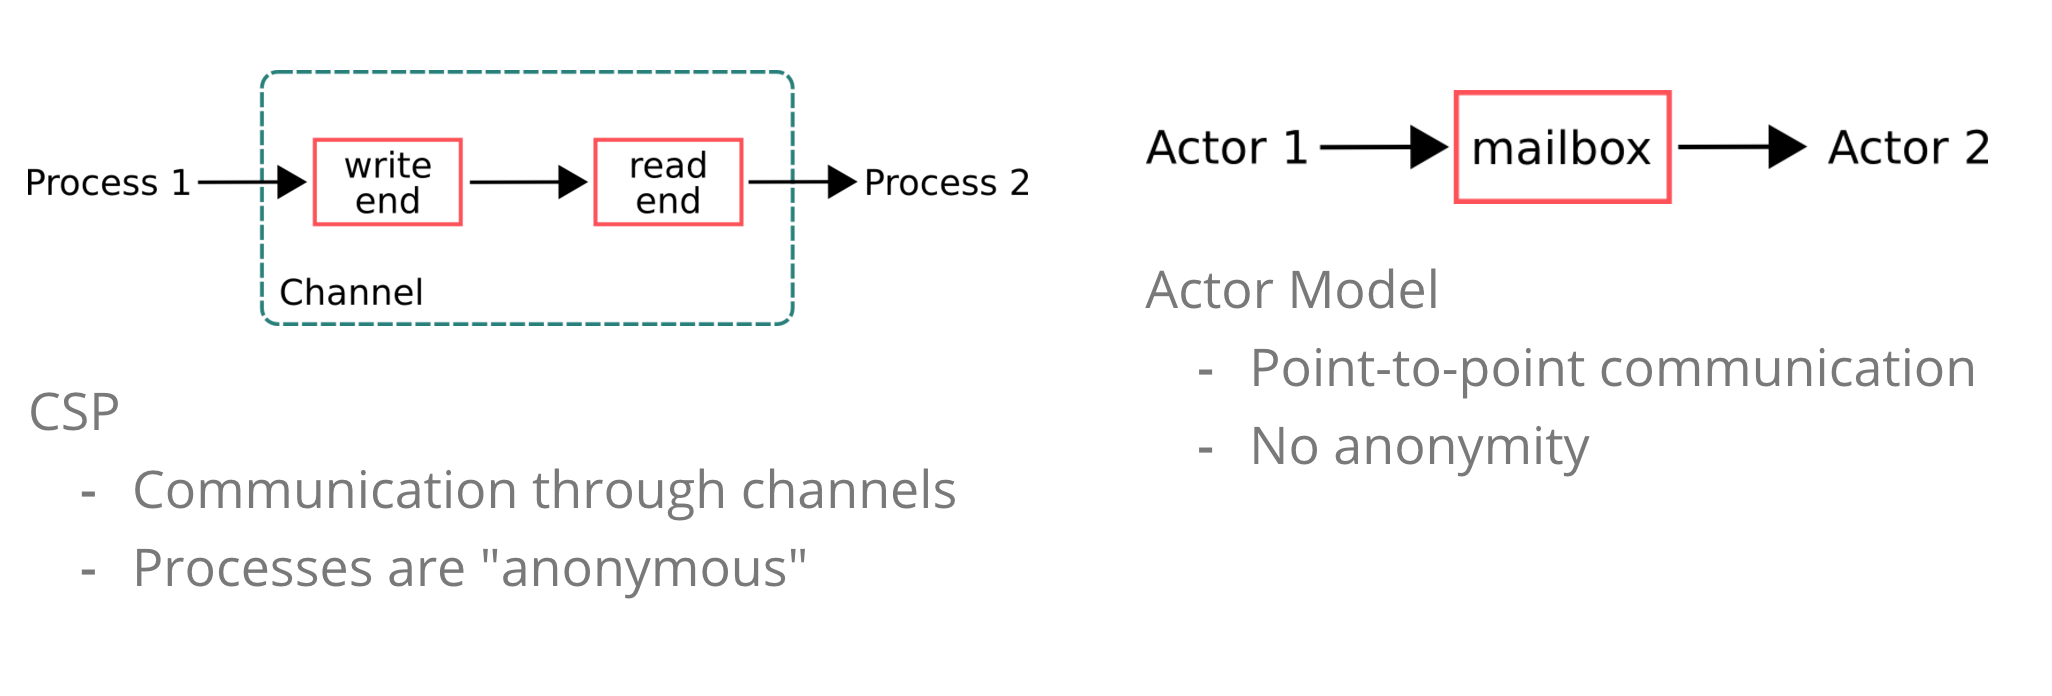 Process 1
write
end
read
end
Process 2
Channel
CSP
- Communication through channels
- Processes are "anonymous"
Actor 1
mailbox
Actor 2
Actor Model
- Point-to-point communication
- No anonymity